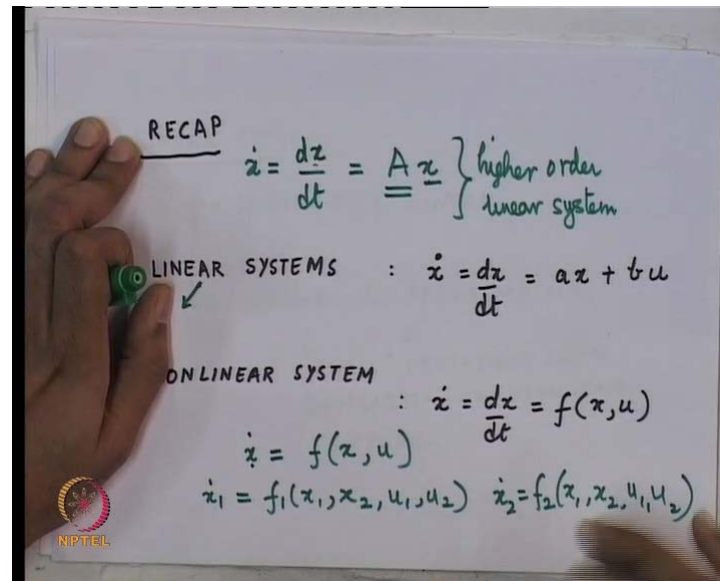 RECAP
ẋ = dx/dt = A x } higher order
linear system
LINEAR SYSTEMS : ẋ = dx/dt = ax + bu
ONLINEAR SYSTEM
: ẋ = dx/dt = f(x,u)
ẋ = f(x,u)
ẋ₁ = f₁(x₁,x₂,u₁,u₂) ẋ₂=f₂(x₁,x₂,u₁,u₂)
NPTEL